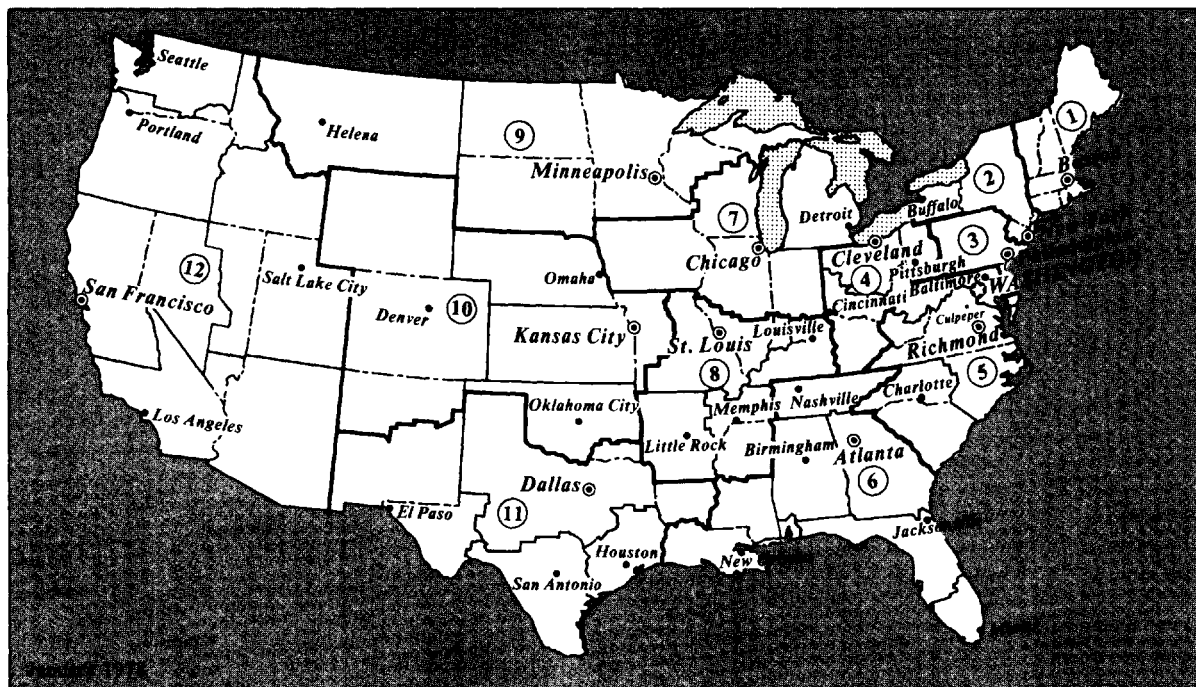 Seattle
Portland
Helena
9
Minneapolis
1
2
Buffalo
Detroit
7
Chicago
3
Cleveland
Pittsburgh
4
Baltimore
Cincinnati
Culpeper
12
San Francisco
Salt Lake City
Omaha
Denver
10
Kansas City
St. Louis
Louisville
Richmond
8
5
Charlotte
Los Angeles
Oklahoma City
Memphis
Nashville
Little Rock
Birmingham
Atlanta
6
Dallas
El Paso
11
Houston
San Antonio
New